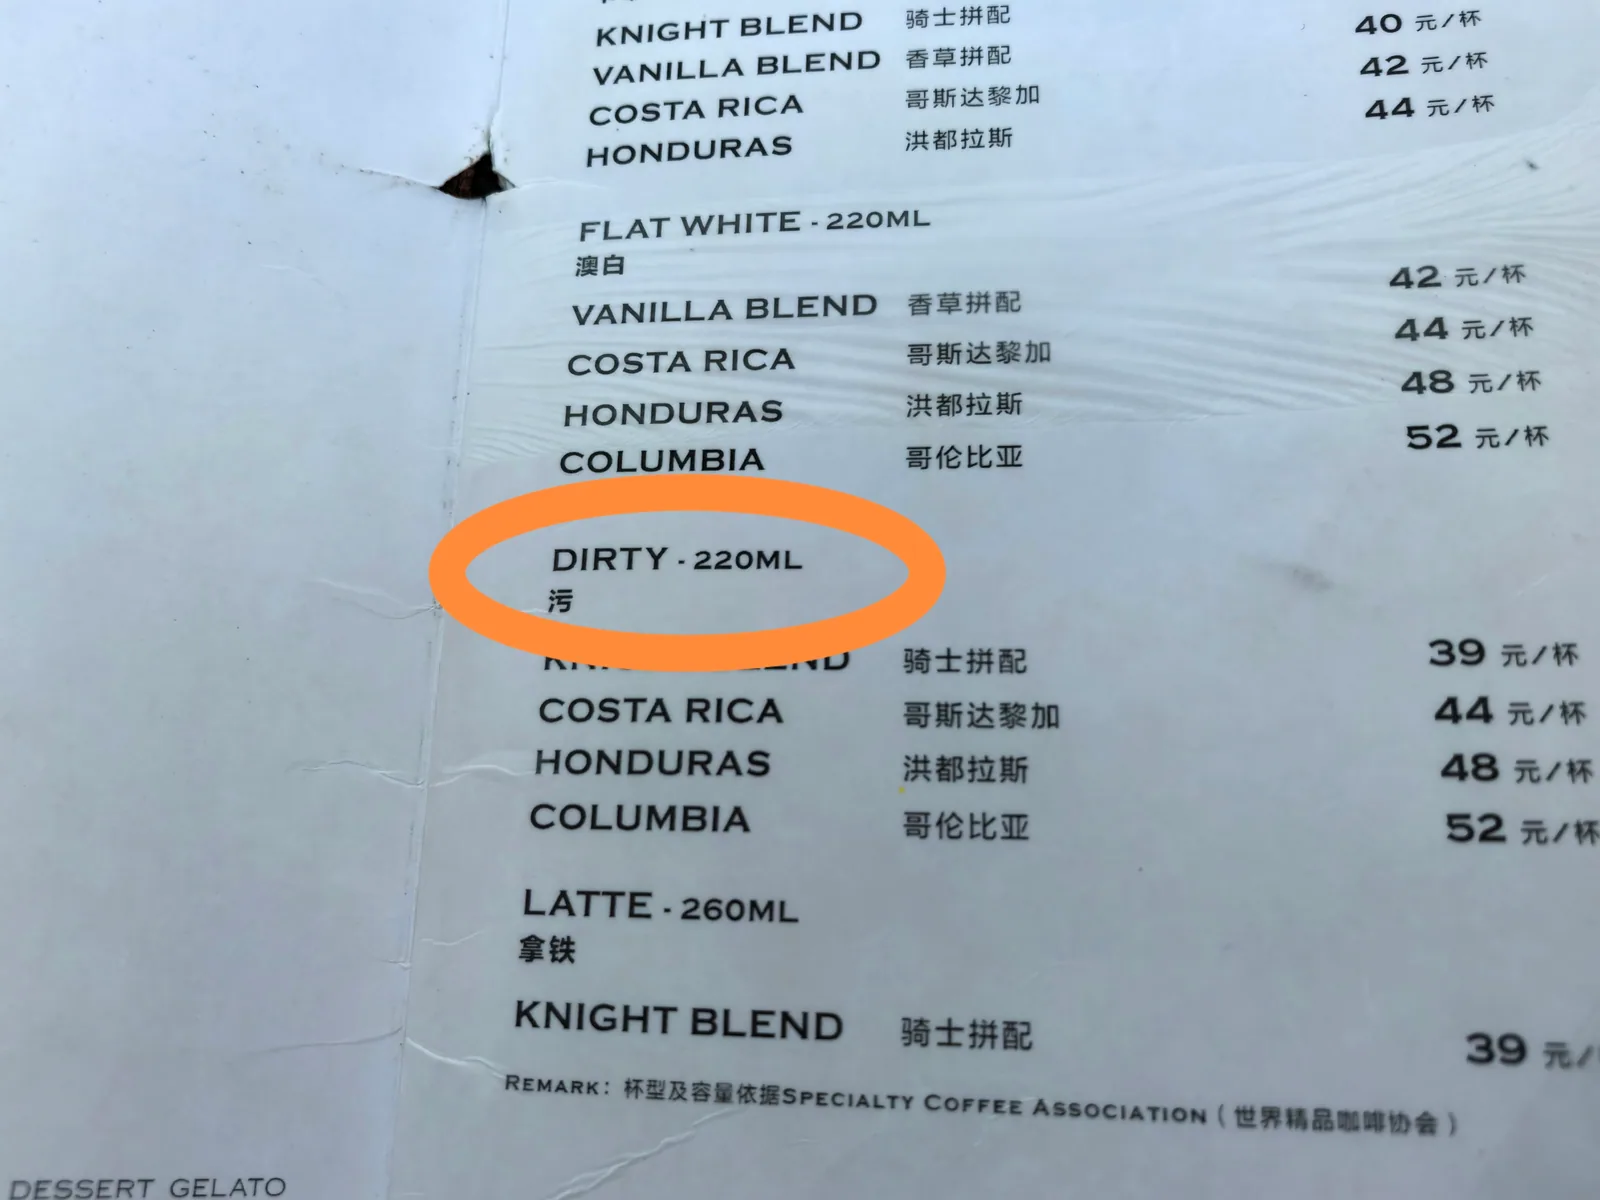 KNIGHT BLEND 骑士拼配 40 元/杯
VANILLA BLEND 香草拼配 42 元/杯
COSTA RICA 哥斯达黎加 44 元/杯
HONDURAS 洪都拉斯
FLAT WHITE - 220ML
澳白
VANILLA BLEND 香草拼配 42 元/杯
COSTA RICA 哥斯达黎加 44 元/杯
HONDURAS 洪都拉斯 48 元/杯
COLUMBIA 哥伦比亚 52 元/杯
DIRTY - 220ML
污
KNIGHT BLEND 骑士拼配 39 元/杯
COSTA RICA 哥斯达黎加 44 元/杯
HONDURAS 洪都拉斯 48 元/杯
COLUMBIA 哥伦比亚 52 元/杯
LATTE - 260ML
拿铁
KNIGHT BLEND 骑士拼配 39 元/
REMARK: 杯型及容量依据SPECIALTY COFFEE ASSOCIATION(世界精品咖啡协会)
DESSERT GELATO